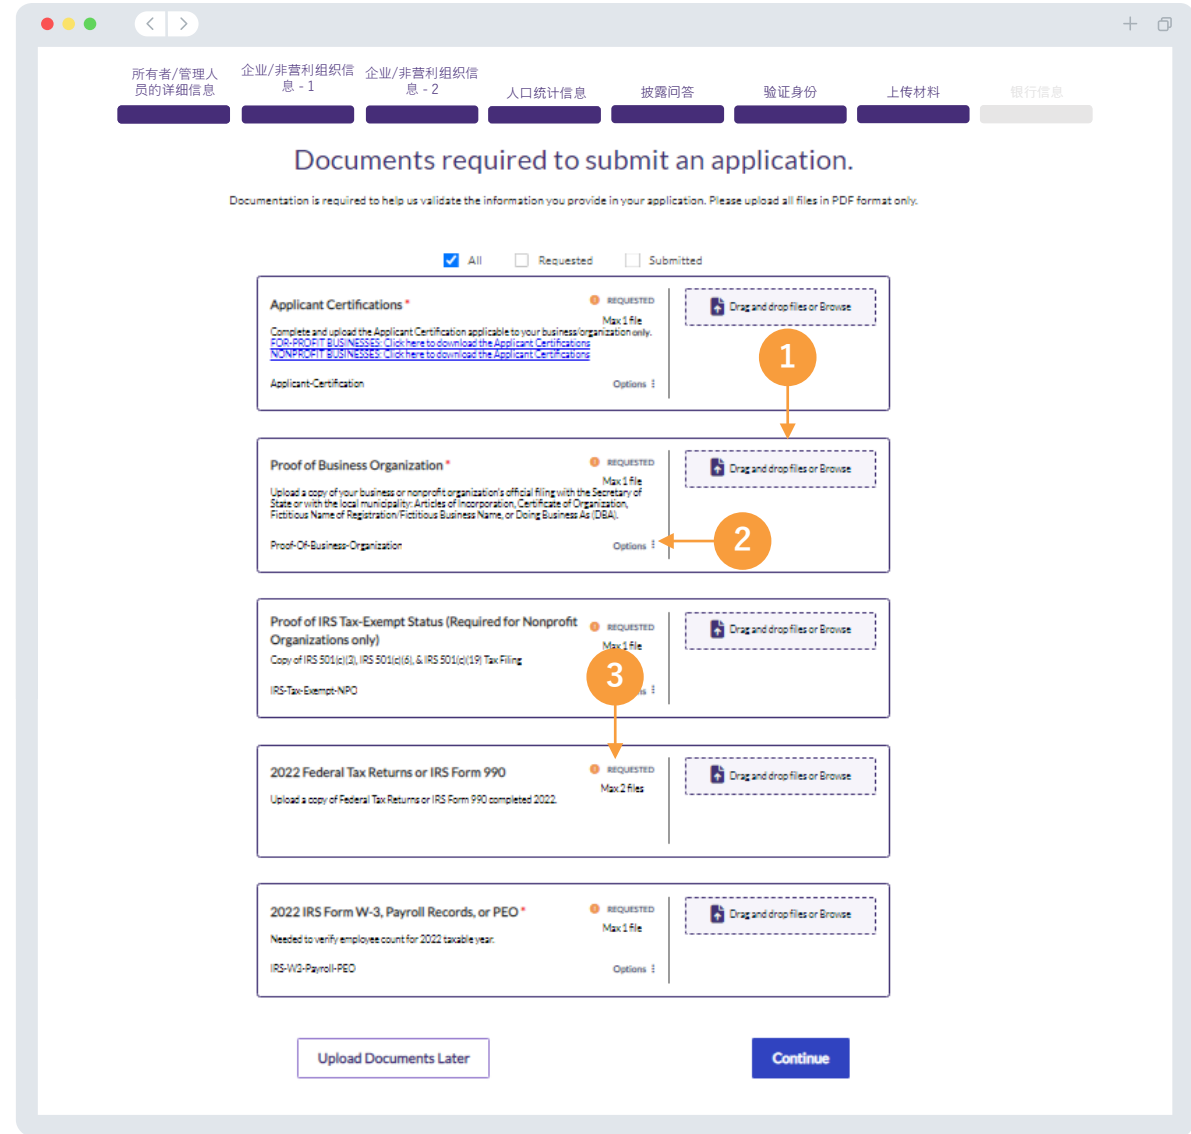 所有者/管理人
员的详细信息
企业/非营利组织信
息 - 1
企业/非营利组织信
息 - 2
人口统计信息
披露问答
验证身份
上传材料
银行信息
Documents required to submit an application.
Documentation is required to help us validate the information you provide in your application. Please upload all files in PDF format only.
All
Requested
Submitted
Applicant Certifications *
REQUESTED
Max 1 file
Complete and upload the Applicant Certification applicable to your business/organization only.
FOR-PROFIT BUSINESSES: Click here to download the Applicant Certifications
NONPROFIT BUSINESSES: Click here to download the Applicant Certifications
Applicant-Certification
Options
Drag and drop files or Browse
1
Proof of Business Organization *
REQUESTED
Max 1 file
Upload a copy of your business or nonprofit organization's official filing with the Secretary of
State or with the local municipality: Articles of Incorporation, Certificate of Organization,
Fictitious Name of Registration/Fictitious Business Name, or Doing Business As (DBA).
Proof-Of-Business-Organization
Options
2
Drag and drop files or Browse
Proof of IRS Tax-Exempt Status (Required for Nonprofit
Organizations only)
REQUESTED
Max 1 file
Copy of IRS 501(c)(3), IRS 501(c)(6), & IRS 501(c)(19) Tax Filing
IRS-Tax-Exempt-NPO
3
Drag and drop files or Browse
2022 Federal Tax Returns or IRS Form 990
REQUESTED
Max 2 files
Upload a copy of Federal Tax Returns or IRS Form 990 completed 2022.
Drag and drop files or Browse
2022 IRS Form W-3, Payroll Records, or PEO *
REQUESTED
Max 1 file
Needed to verify employee count for 2022 taxable year.
IRS-W3-Payroll-PEO
Options
Drag and drop files or Browse
Upload Documents Later
Continue